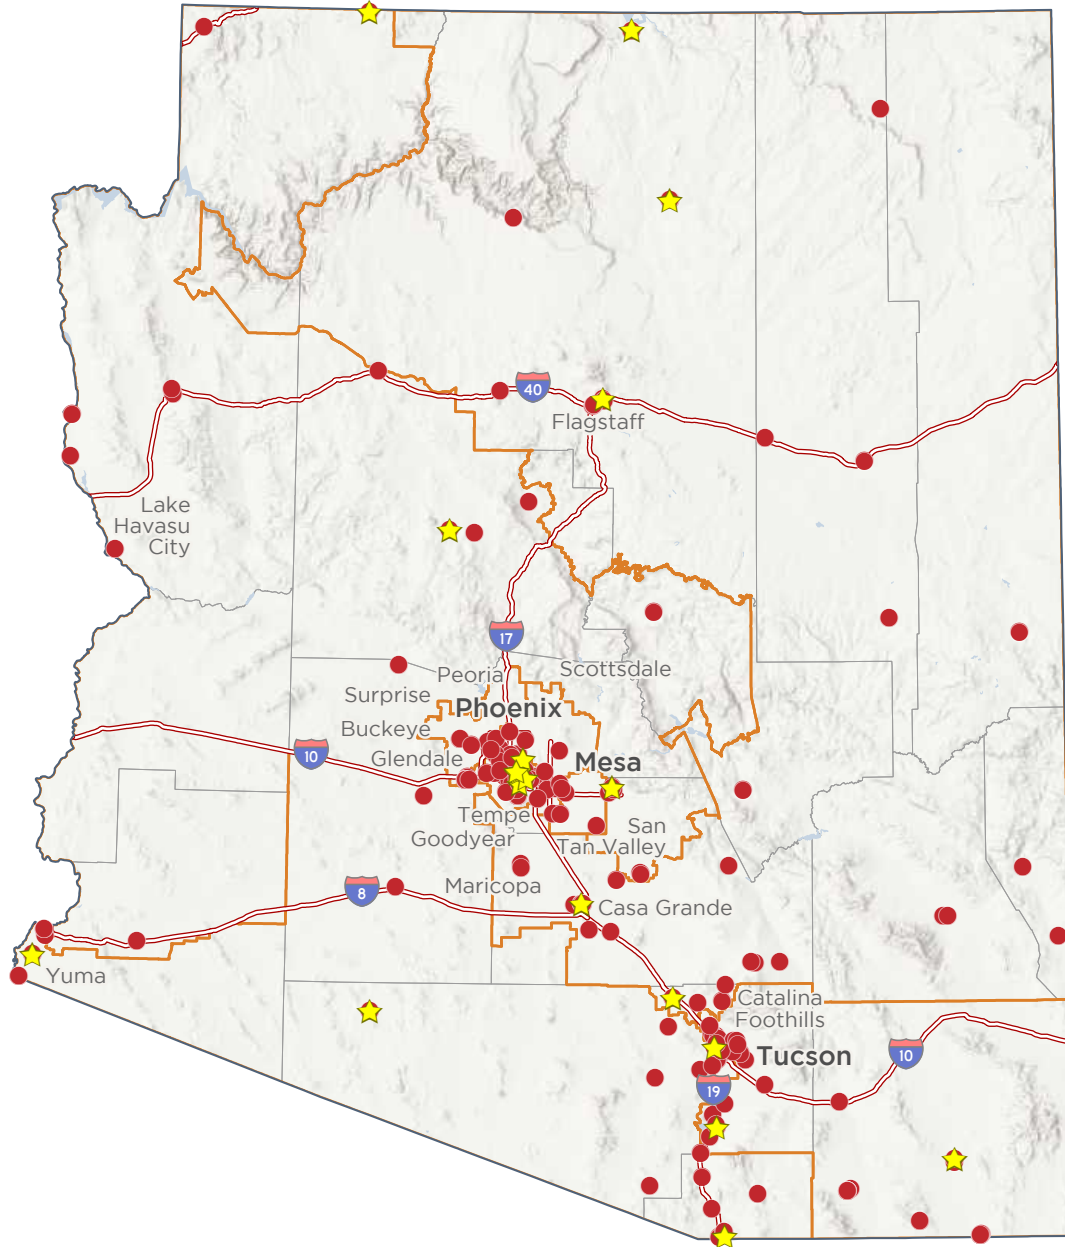 40
Flagstaff
Lake
Havasu
City
17
Peoria
Scottsdale
Surprise
Phoenix
Buckeye
10
Glendale
Mesa
Tempe
San
Goodyear
Tan Valley
Maricopa
8
Casa Grande
Yuma
Catalina
Foothills
Tucson
10
19